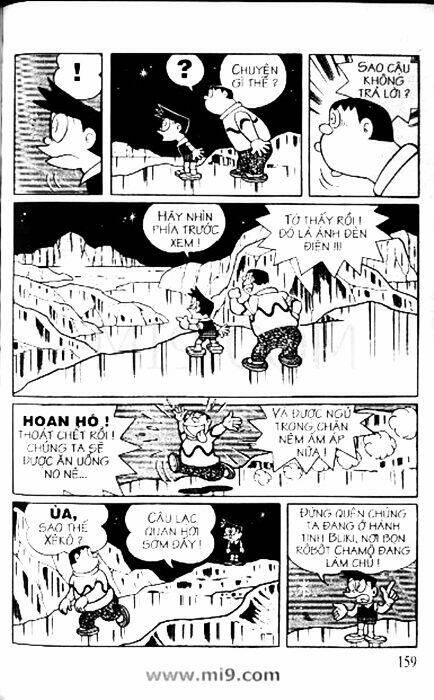 !
?
CHUYỆN
GÌ THẾ ?
SAO CẬU
KHÔNG
TRẢ LỜI ?
HÃY NHÌN
PHÍA TRƯỚC
XEM !
TỚ THẤY RỒI !
ĐÓ LÀ ÁNH ĐÈN
ĐIỆN !!!
HOAN HÔ !
THOÁT CHẾT RỒI !
CHÚNG TA SẼ
ĐƯỢC ĂN UỐNG
NO NÊ...
VÀ ĐƯỢC NGỦ
TRONG CHĂN
NỆM ẤM ÁP
NỮA !
ỦA,
SAO THẾ
XÊKÔ ?
CẬU LẠC
QUAN HƠI
SỚM ĐẤY !
ĐỪNG QUÊN CHÚNG
TA ĐANG Ở HÀNH
TINH BLIKI, NƠI BỌN
RÔBỐT CHAMÔ ĐANG
LÀM CHỦ !
159
www.mi9.com